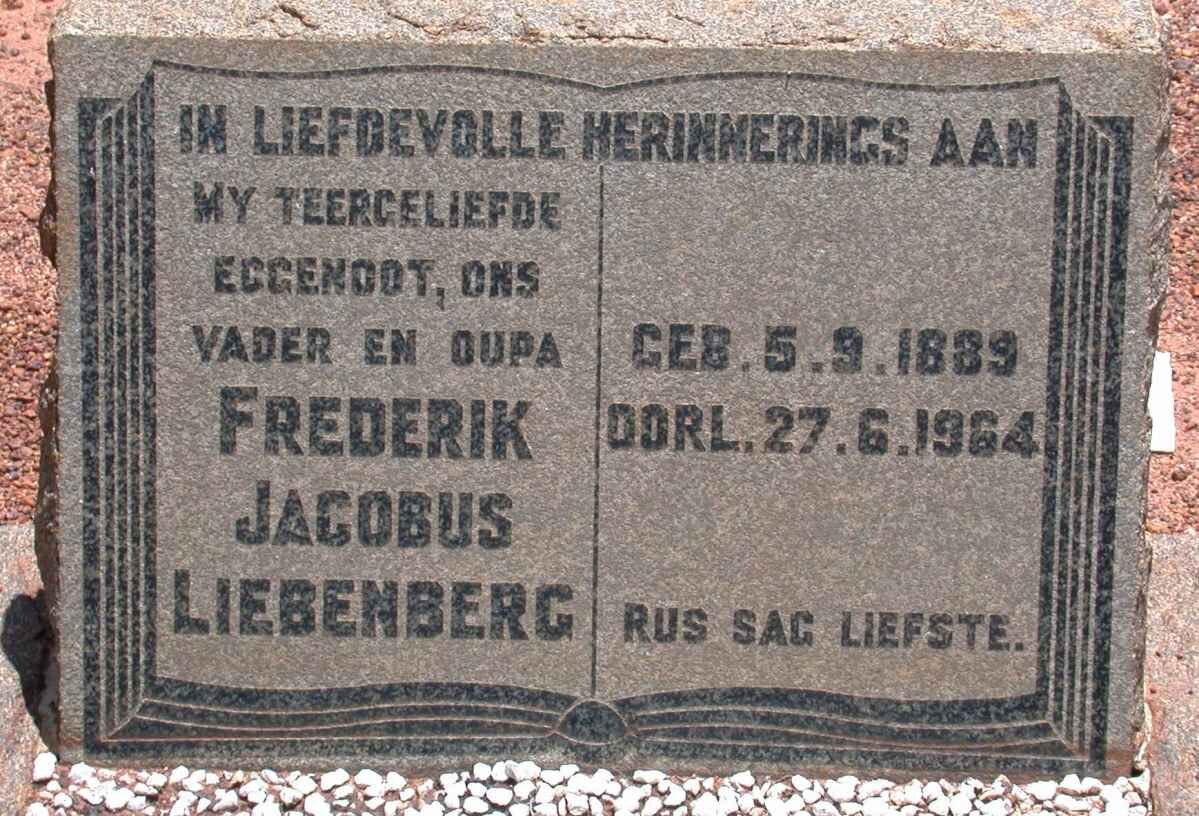 IN LIEFDEVOLLE HERINNERINGS AAN
MY TEERGELIEFDE
EGGENOOT, ONS
VADER EN OUPA
FREDERIK
JACOBUS
LIEBENBERG
GEB. 5.9.1889
OORL. 27.6.1964
RUS SAG LIEFSTE.